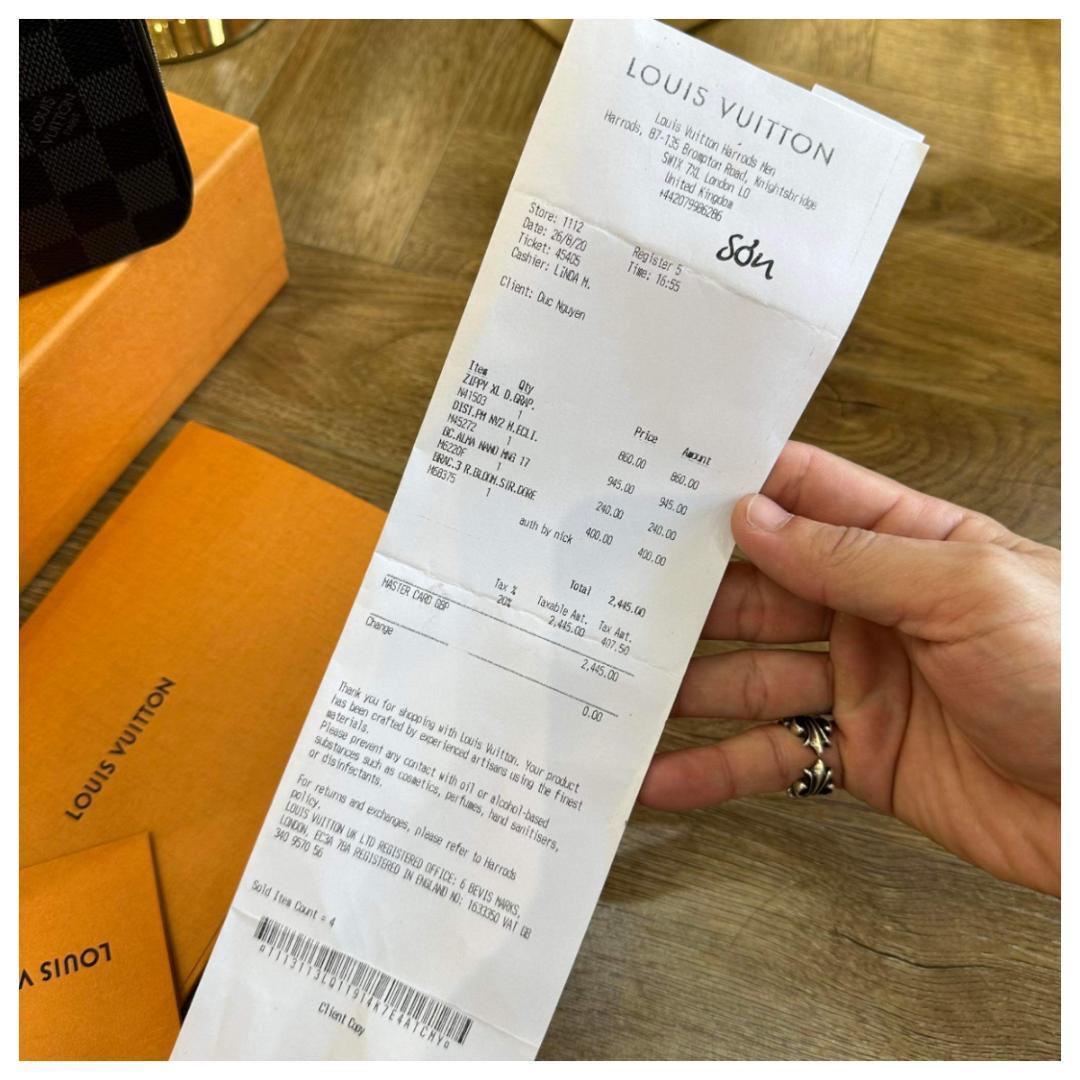 LOUIS VUITTON
Louis Vuitton Harrods Men
Harrods, 87-135 Brompton Road, Knightsbridge
SW1X 7XL London LO
United Kingdom
+442079986286
Store: 1112 Register 5
Date: 26/8/20 Time: 16:55
Ticket: 45405
Cashier: LINDA M.
Sơn
Client: Duc Nguyen
Item Qty Price Amount
ZIPPY XL D.GRAP.
N41503 1 860.00 860.00
DIST.PM NV2 M.ECLI.
M45272 1 945.00 945.00
BC.ALMA NANO MNG 17
M6220F 1 240.00 240.00
BRAC.3 R.BLOOM.SIR.DORE
M68375 1 400.00 400.00
auth by nick
Total 2,445.00
Tax % Taxable Amt. Tax Amt.
20% 2,445.00 407.50
MASTER CARD GBP 2,445.00
Change 0.00
Thank you for shopping with Louis Vuitton. Your product
has been crafted by experienced artisans using the finest
materials.
Please prevent any contact with oil or alcohol-based
substances such as cosmetics, perfumes, hand sanitisers,
or disinfectants.
For returns and exchanges, please refer to Harrods
policy.
LOUIS VUITTON UK LTD REGISTERED OFFICE: 6 BEVIS MARKS,
LONDON, EC3A 7BA REGISTERED IN ENGLAND NO: 1633350 VAT GB
340 9570 56
Sold Item Count = 4
Client Copy
LOUIS VUITTON
LOUIS V
LOUIS VUITTON